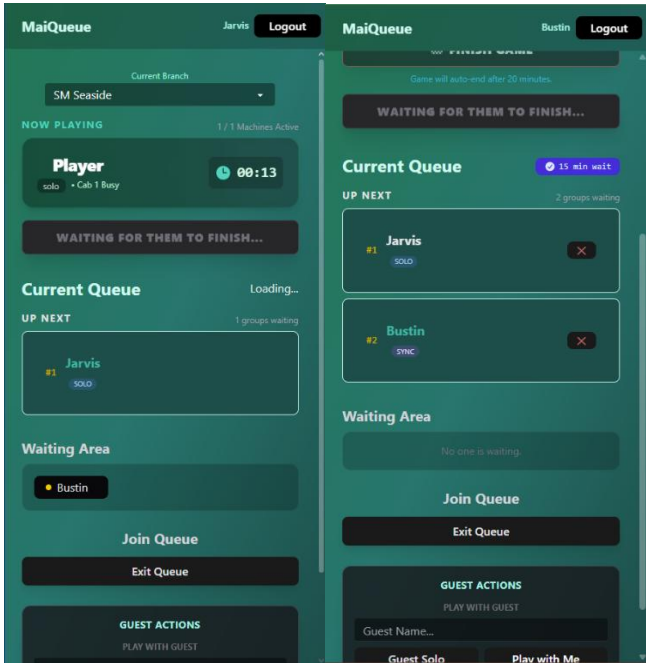 MaiQueue
Jarvis
Logout
Current Branch
SM Seaside
NOW PLAYING
1 / 1 Machines Active
Player
solo • Cab 1 Busy
00:13
WAITING FOR THEM TO FINISH...
Current Queue
Loading...
UP NEXT
1 groups waiting
#1
Jarvis
SOLO
Waiting Area
Bustin
Join Queue
Exit Queue
GUEST ACTIONS
PLAY WITH GUEST
MaiQueue
Bustin
Logout
FINISH GAME
Game will auto-end after 20 minutes.
WAITING FOR THEM TO FINISH...
Current Queue
15 min wait
UP NEXT
2 groups waiting
#1
Jarvis
SOLO
#2
Bustin
SYNC
Waiting Area
No one is waiting.
Join Queue
Exit Queue
GUEST ACTIONS
PLAY WITH GUEST
Guest Name...
Guest Solo
Play with Me